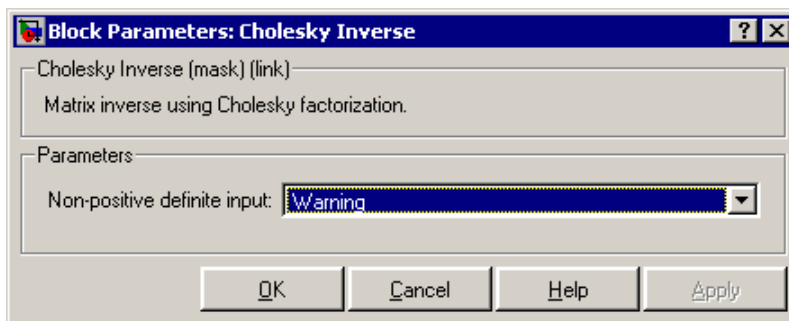 Block Parameters: Cholesky Inverse
Cholesky Inverse (mask) (link)
Matrix inverse using Cholesky factorization.
Parameters
Non-positive definite input: Warning
OK Cancel Help Apply